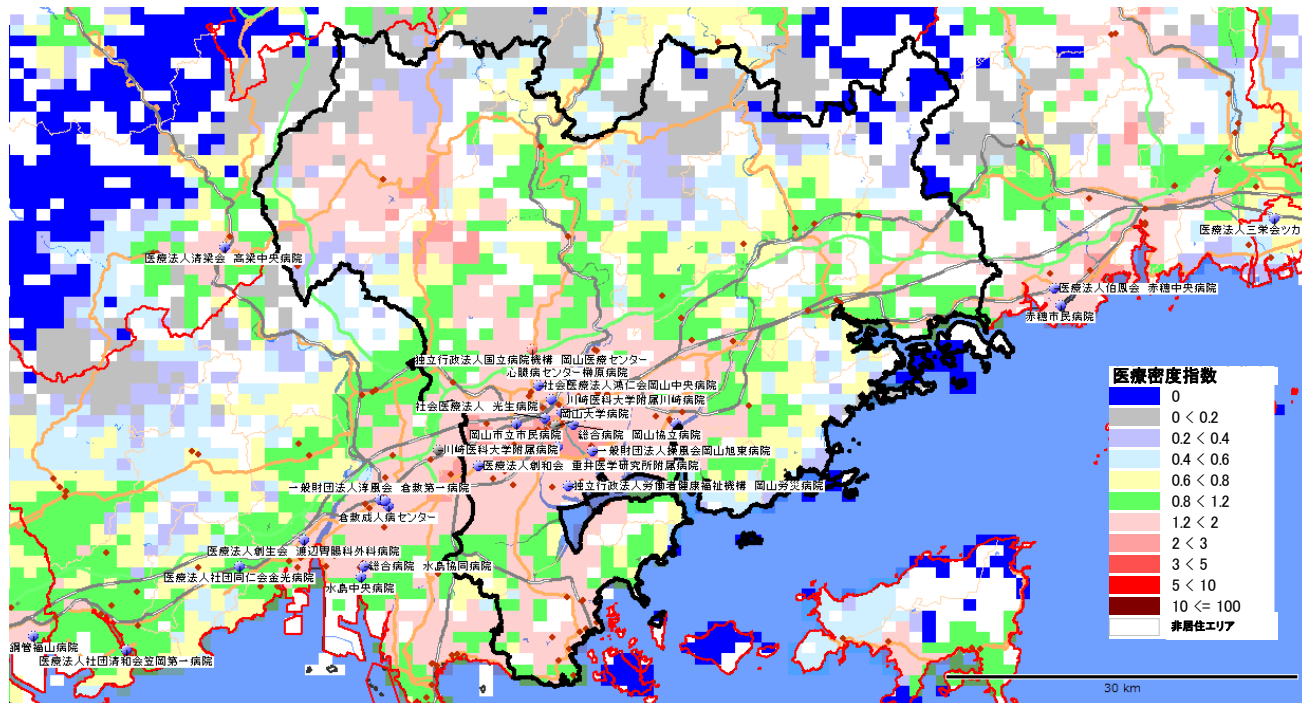 医療法人三栄会ツカ
医療法人清梁会 高梁中央病院
医療法人伯鳳会 赤穂中央病院
赤穂市民病院
独立行政法人国立病院機構 岡山医療センター
心臓病センター榊原病院
社会医療法人鴻仁会岡山中央病院
川崎医科大学附属川崎病院
社会医療法人 光生病院
岡山大学病院
岡山市立市民病院
総合病院 岡山協立病院
川崎医科大学附属病院
一般財団法人操風会岡山旭東病院
医療法人創和会 重井医学研究所附属病院
一般財団法人淳風会 倉敷第一病院
独立行政法人労働者健康福祉機構 岡山労災病院
倉敷成人病センター
医療法人創生会 渡辺胃腸科外科病院
総合病院 水島協同病院
医療法人社団同仁会金光病院
水島中央病院
鋼管福山病院
医療法人社団清和会笠岡第一病院
医療密度指数
0
0 < 0.2
0.2 < 0.4
0.4 < 0.6
0.6 < 0.8
0.8 < 1.2
1.2 < 2
2 < 3
3 < 5
5 < 10
10 <= 100
非居住エリア
30 km